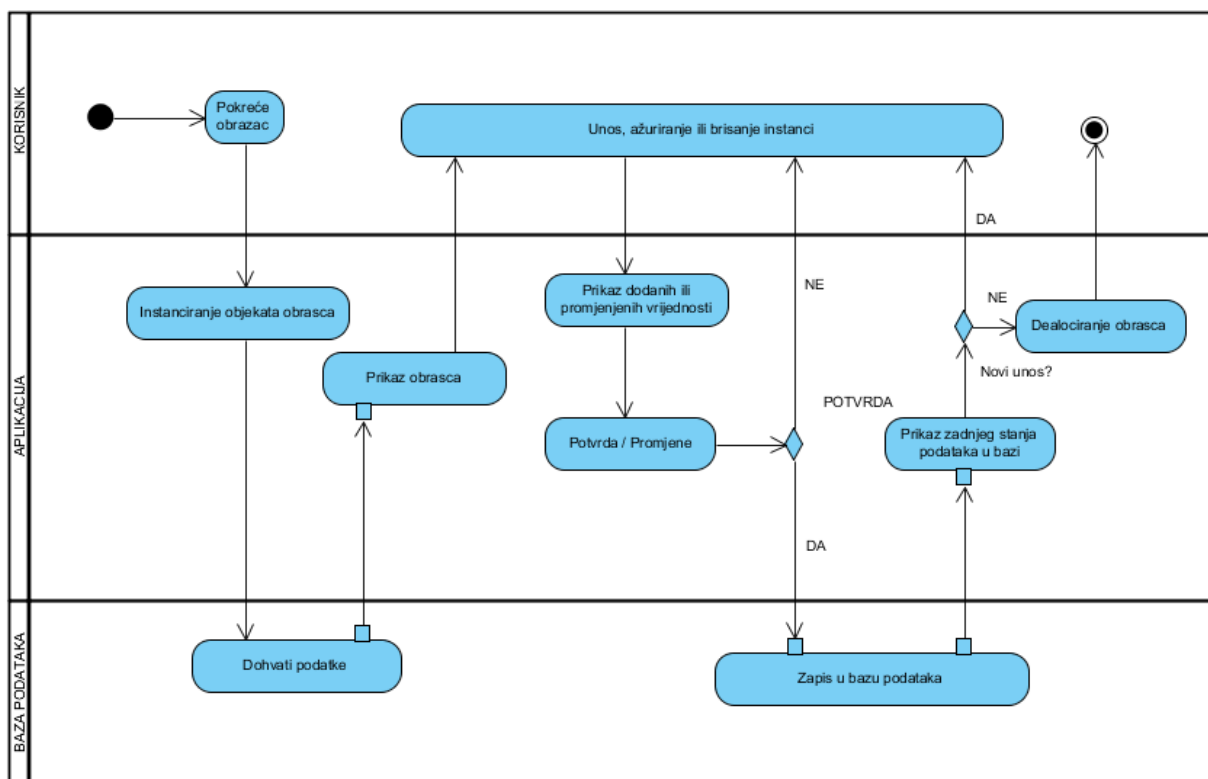 KORISNIK
Pokreće
obrazac
Unos, ažuriranje ili brisanje instanci
DA
APLIKACIJA
Instanciranje objekata obrasca
Prikaz obrasca
Prikaz dodanih ili
promjenjenih vrijednosti
NE
NE
Dealociranje obrasca
Novi unos?
POTVRDA
Potvrda / Promjene
Prikaz zadnjeg stanja
podataka u bazi
DA
BAZA PODATAKA
Dohvati podatke
Zapis u bazu podataka